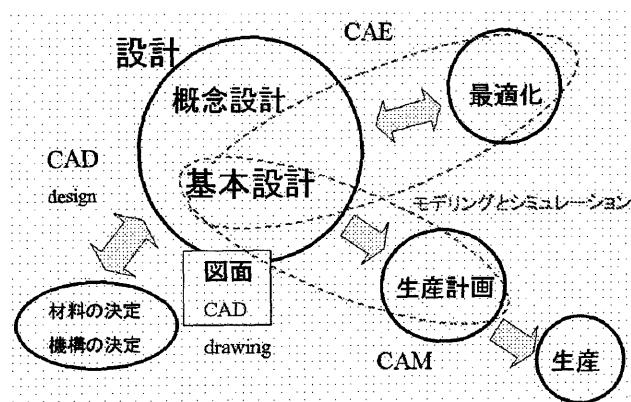 CAE
設計
概念設計
最適化
CAD
design
基本設計
モデリングとシミュレーション
図面
CAD
drawing
生産計画
材料の決定
機構の決定
CAM
生産